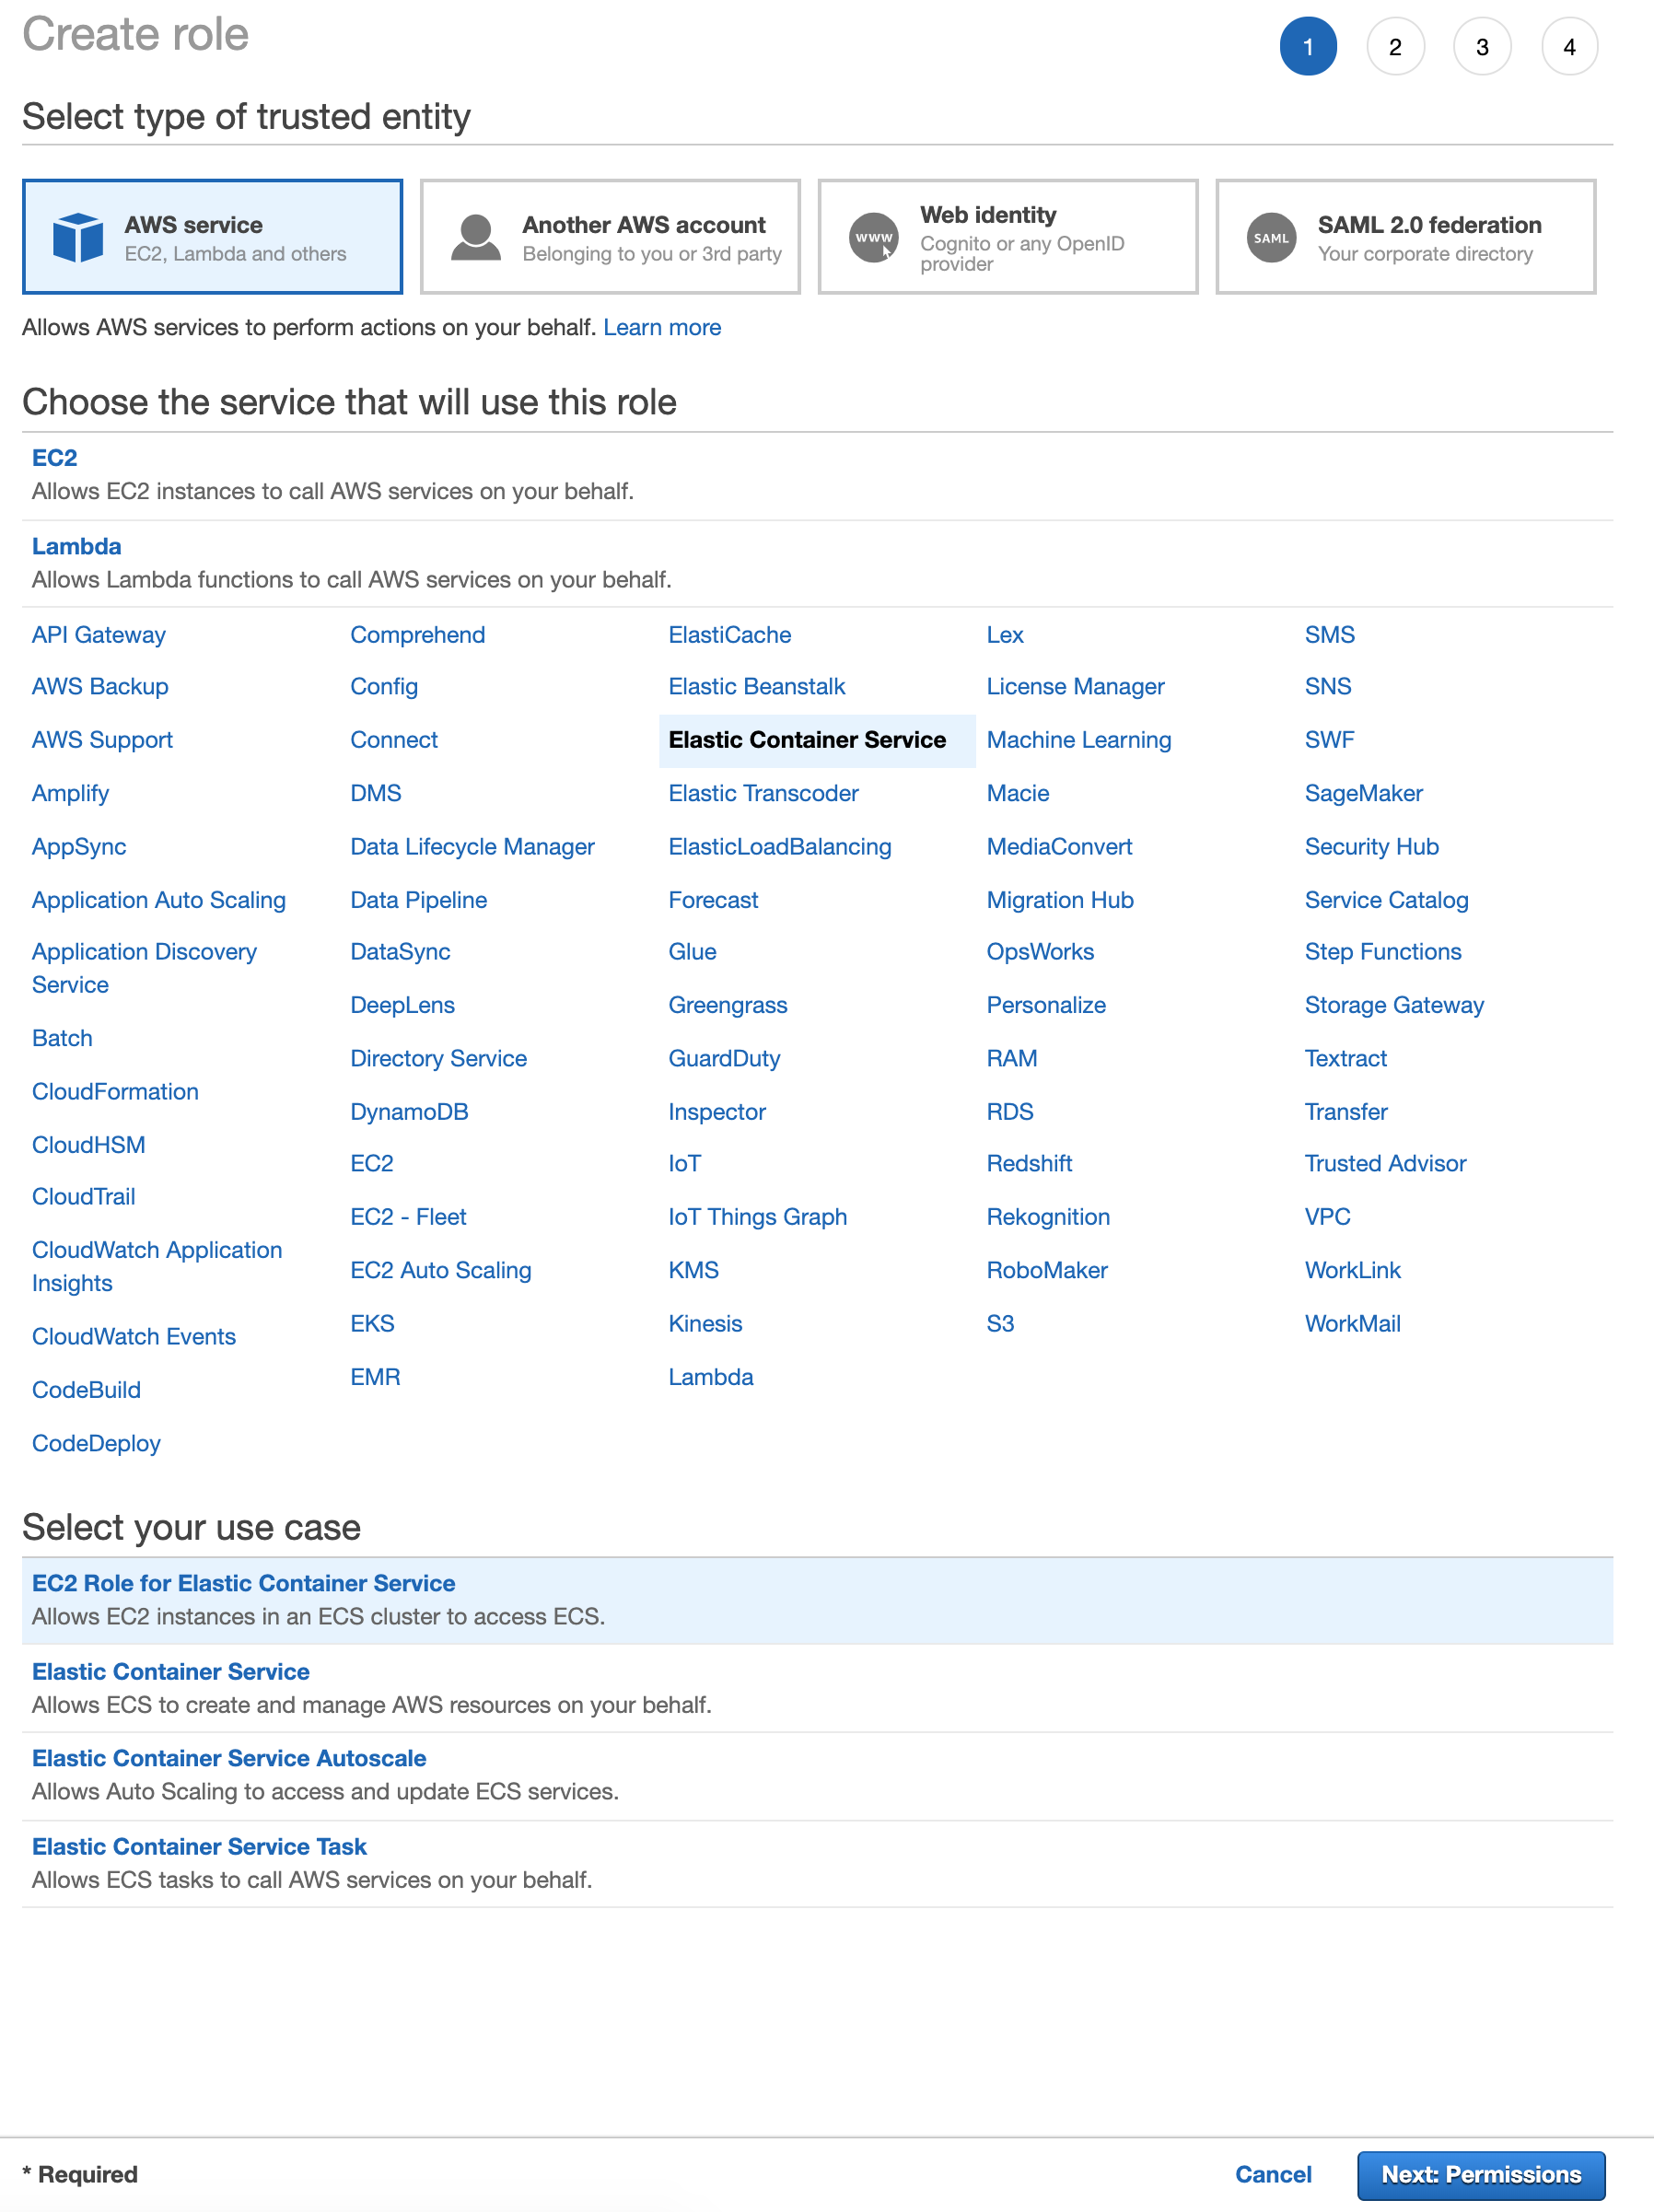 Create role
1 2 3 4
Select type of trusted entity
AWS service
EC2, Lambda and others
Another AWS account
Belonging to you or 3rd party
www
Web identity
Cognito or any OpenID
provider
SAML
SAML 2.0 federation
Your corporate directory
Allows AWS services to perform actions on your behalf. Learn more
Choose the service that will use this role
EC2
Allows EC2 instances to call AWS services on your behalf.
Lambda
Allows Lambda functions to call AWS services on your behalf.
API Gateway
AWS Backup
AWS Support
Amplify
AppSync
Application Auto Scaling
Application Discovery
Service
Batch
CloudFormation
CloudHSM
CloudTrail
CloudWatch Application
Insights
CloudWatch Events
CodeBuild
CodeDeploy
Comprehend
Config
Connect
DMS
Data Lifecycle Manager
Data Pipeline
DataSync
DeepLens
Directory Service
DynamoDB
EC2
EC2 - Fleet
EC2 Auto Scaling
EKS
EMR
ElastiCache
Elastic Beanstalk
Elastic Container Service
Elastic Transcoder
ElasticLoadBalancing
Forecast
Glue
Greengrass
GuardDuty
Inspector
IoT
IoT Things Graph
KMS
Kinesis
Lambda
Lex
License Manager
Machine Learning
Macie
MediaConvert
Migration Hub
OpsWorks
Personalize
RAM
RDS
Redshift
Rekognition
RoboMaker
S3
SMS
SNS
SWF
SageMaker
Security Hub
Service Catalog
Step Functions
Storage Gateway
Textract
Transfer
Trusted Advisor
VPC
WorkLink
WorkMail
Select your use case
EC2 Role for Elastic Container Service
Allows EC2 instances in an ECS cluster to access ECS.
Elastic Container Service
Allows ECS to create and manage AWS resources on your behalf.
Elastic Container Service Autoscale
Allows Auto Scaling to access and update ECS services.
Elastic Container Service Task
Allows ECS tasks to call AWS services on your behalf.
* Required
Cancel
Next: Permissions